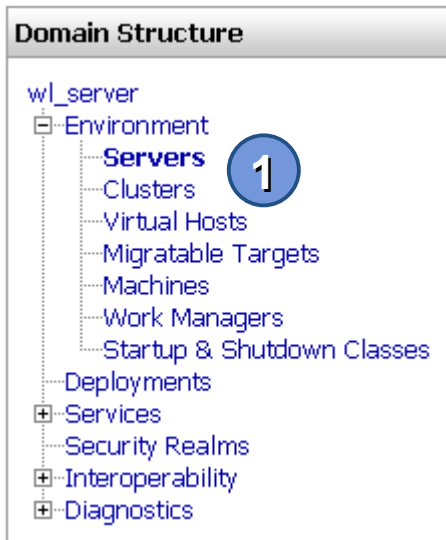 Domain Structure
wl_server
Environment
Servers
1
Clusters
Virtual Hosts
Migratable Targets
Machines
Work Managers
Startup & Shutdown Classes
Deployments
Services
Security Realms
Interoperability
Diagnostics